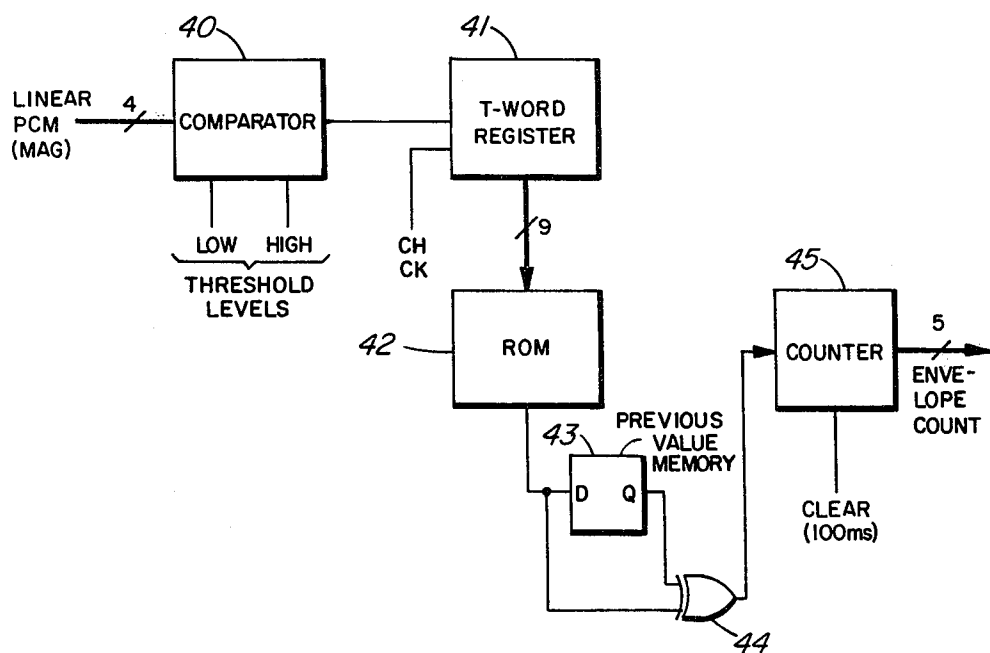 40
LINEAR
PCM
(MAG)
4
COMPARATOR
LOW HIGH
THRESHOLD
LEVELS
41
T-WORD
REGISTER
CH
CK
9
42
ROM
43
PREVIOUS
VALUE
MEMORY
D Q
44
45
COUNTER
5
ENVE-
LOPE
COUNT
CLEAR
(100ms)